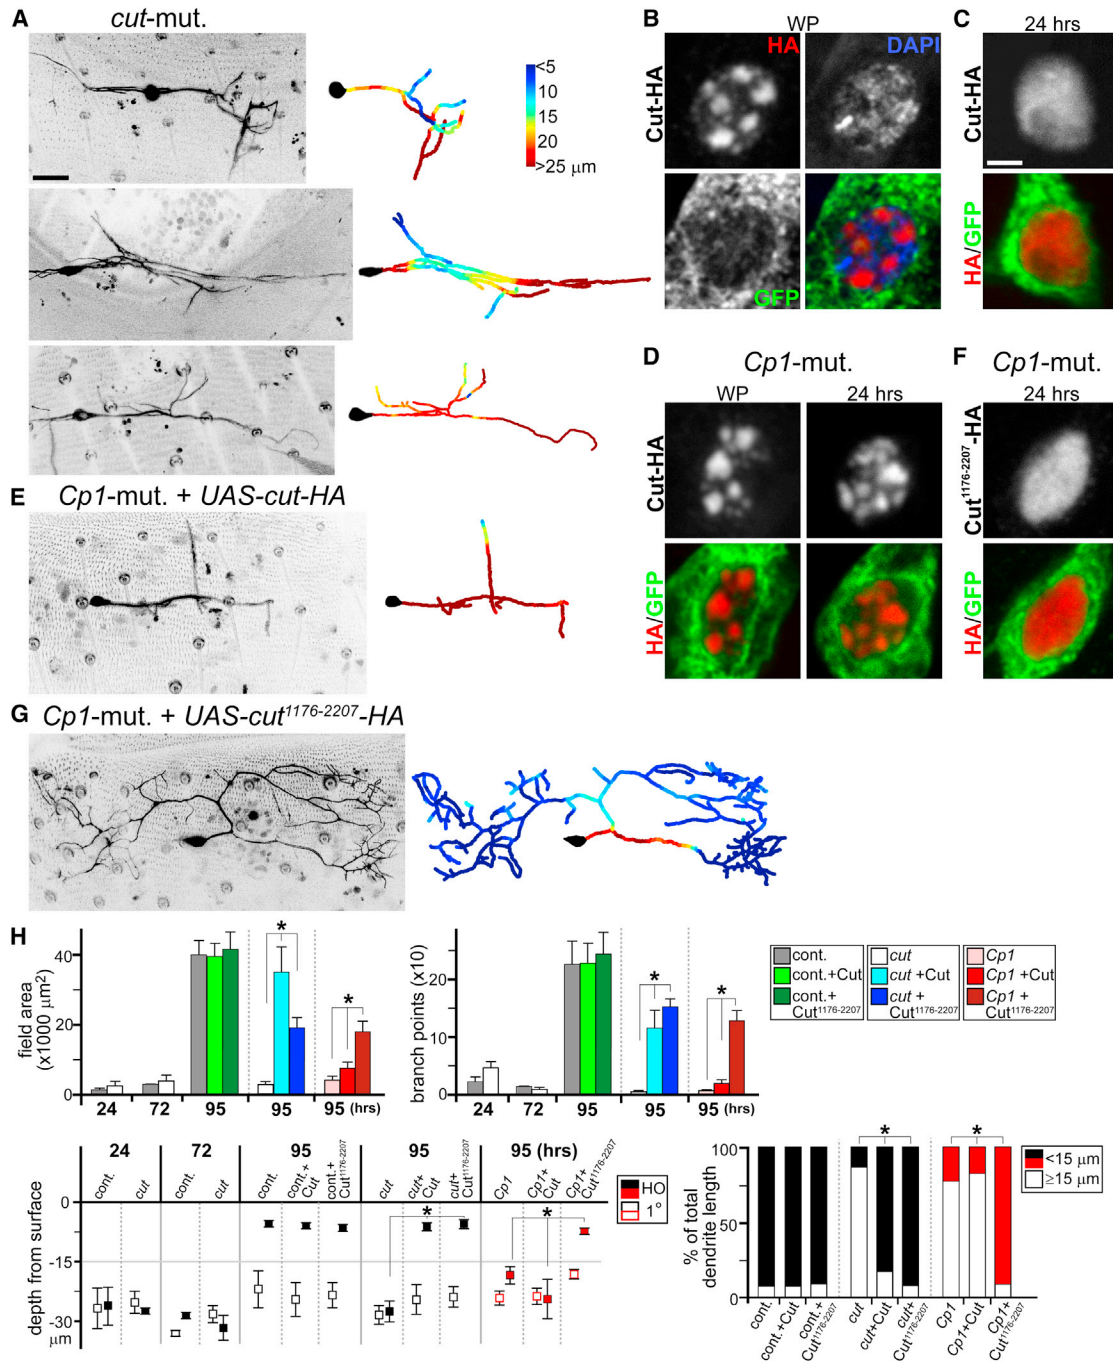 A
cut-mut.
<5
10
15
20
>25 μm
B
WP
HA
DAPI
Cut-HA
GFP
C
24 hrs
Cut-HA
HA/GFP
D
Cp1-mut.
WP
24 hrs
Cut-HA
HA/GFP
F
Cp1-mut.
24 hrs
Cut1176-2207-HA
HA/GFP
E
Cp1-mut. + UAS-cut-HA
G
Cp1-mut. + UAS-cut1176-2207-HA
H
field area
(x1000 μm2)
40
20
0
24
72
95
95
95 (hrs)
*
*
branch points (x10)
30
20
10
0
24
72
95
95
95 (hrs)
*
*
cont.
cont.+Cut
cont.+
Cut1176-2207
cut
cut +Cut
cut +
Cut1176-2207
Cp1
Cp1 +Cut
Cp1 +
Cut1176-2207
24
72
95
95
95 (hrs)
cont.
cut
cont.
cut
cont.
cont.+
Cut
cont.+
Cut1176-2207
cut
cut+
Cut
cut+
Cut1176-2207
Cp1
Cp1+
Cut
Cp1+
Cut1176-2207
depth from surface
0
-15
-30
μm
*
*
HO
1°
% of total
dendrite length
100
50
0
*
*
<15 μm
≥15 μm
cont.
cont.+Cut
cont.+
Cut1176-2207
cut
cut+Cut
cut+
Cut1176-2207
Cp1
Cp1+Cut
Cp1+
Cut1176-2207